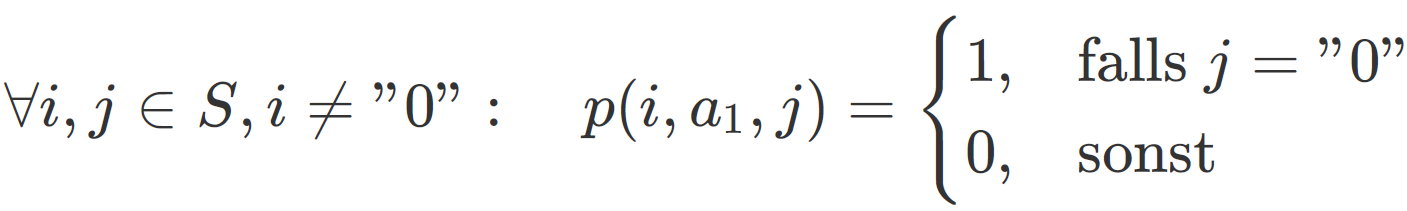 ∀i, j ∈ S, i ≠ ”0” :   p(i, a₁, j) = { 1, falls j = ”0”
0, sonst